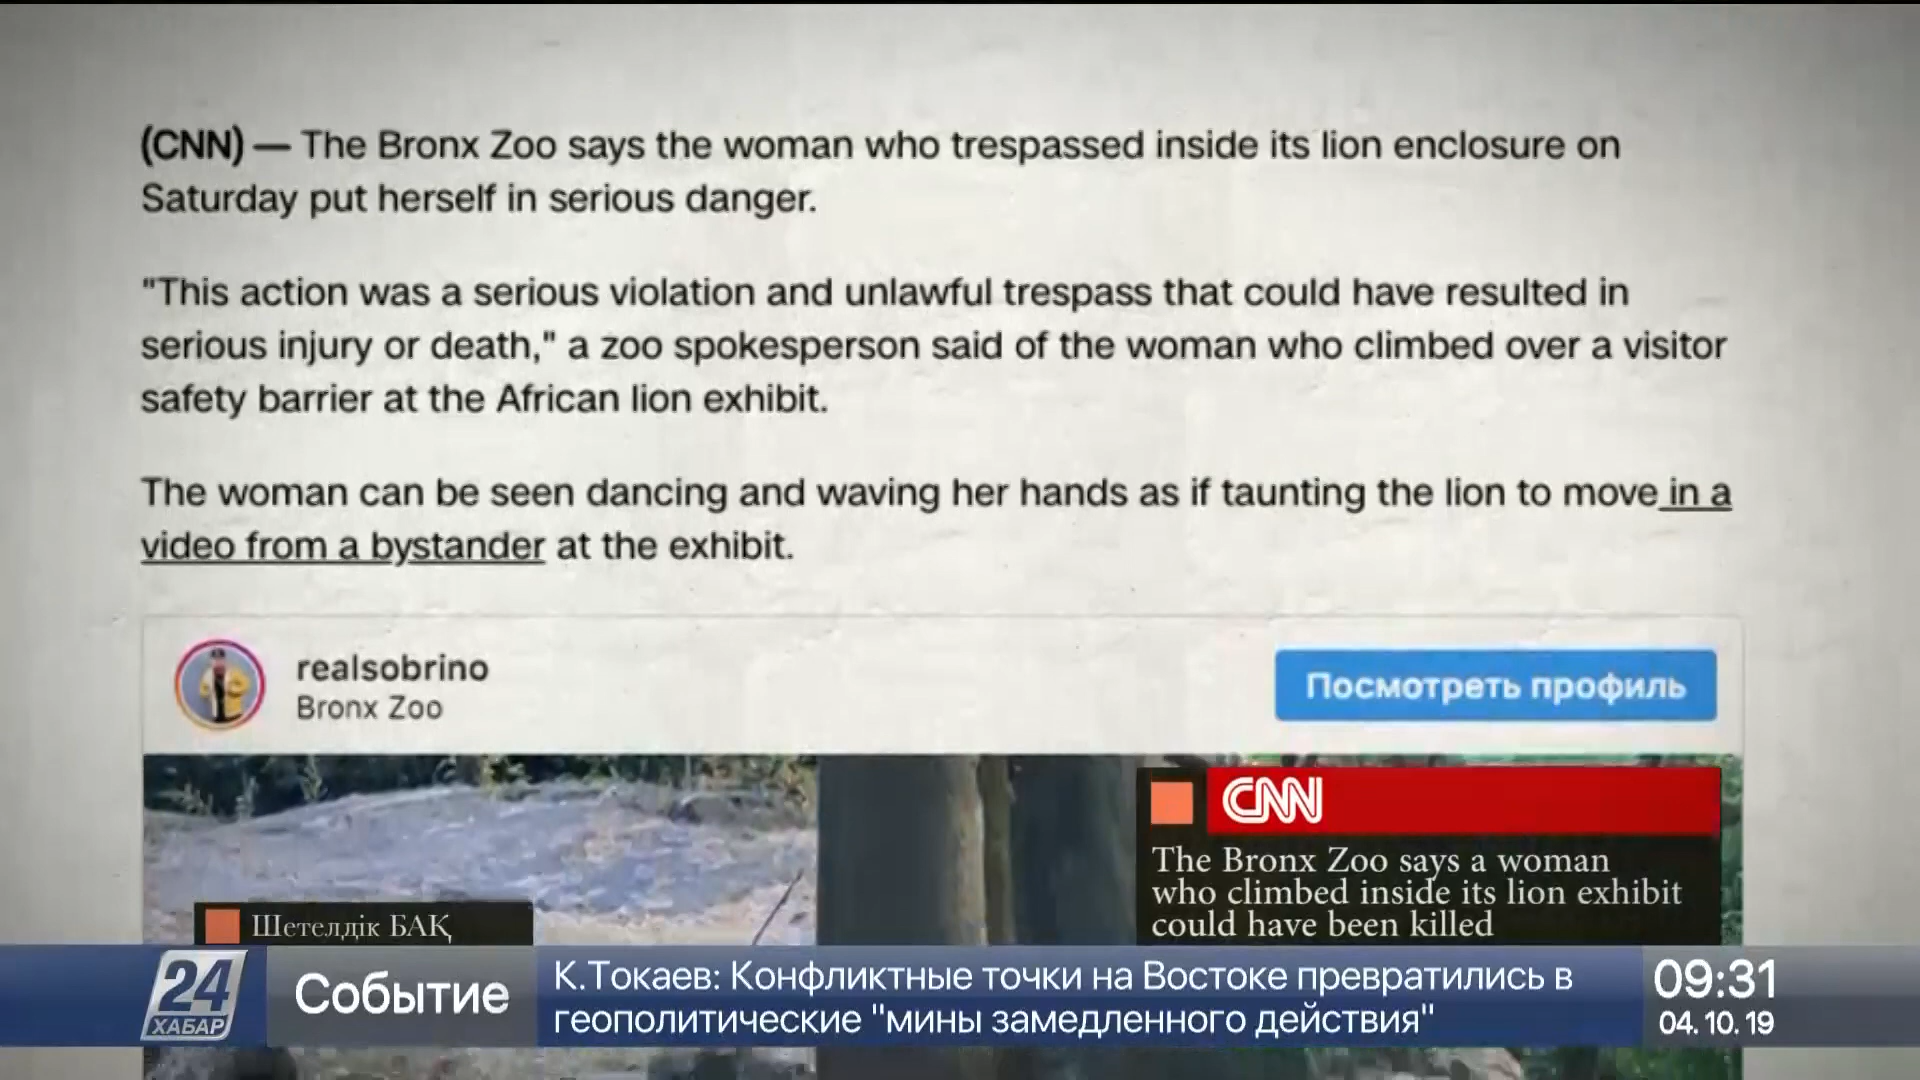 (CNN) — The Bronx Zoo says the woman who trespassed inside its lion enclosure on
Saturday put herself in serious danger.
"This action was a serious violation and unlawful trespass that could have resulted in
serious injury or death," a zoo spokesperson said of the woman who climbed over a visitor
safety barrier at the African lion exhibit.
The woman can be seen dancing and waving her hands as if taunting the lion to move in a
video from a bystander at the exhibit.
realsobrino
Bronx Zoo
Посмотреть профиль
CNN
The Bronx Zoo says a woman
who climbed inside its lion exhibit
could have been killed
Шетелдік БАҚ
24
ХАБАР
Событие
К.Токаев: Конфликтные точки на Востоке превратились в
геополитические "мины замедленного действия"
09:31
04. 10. 19